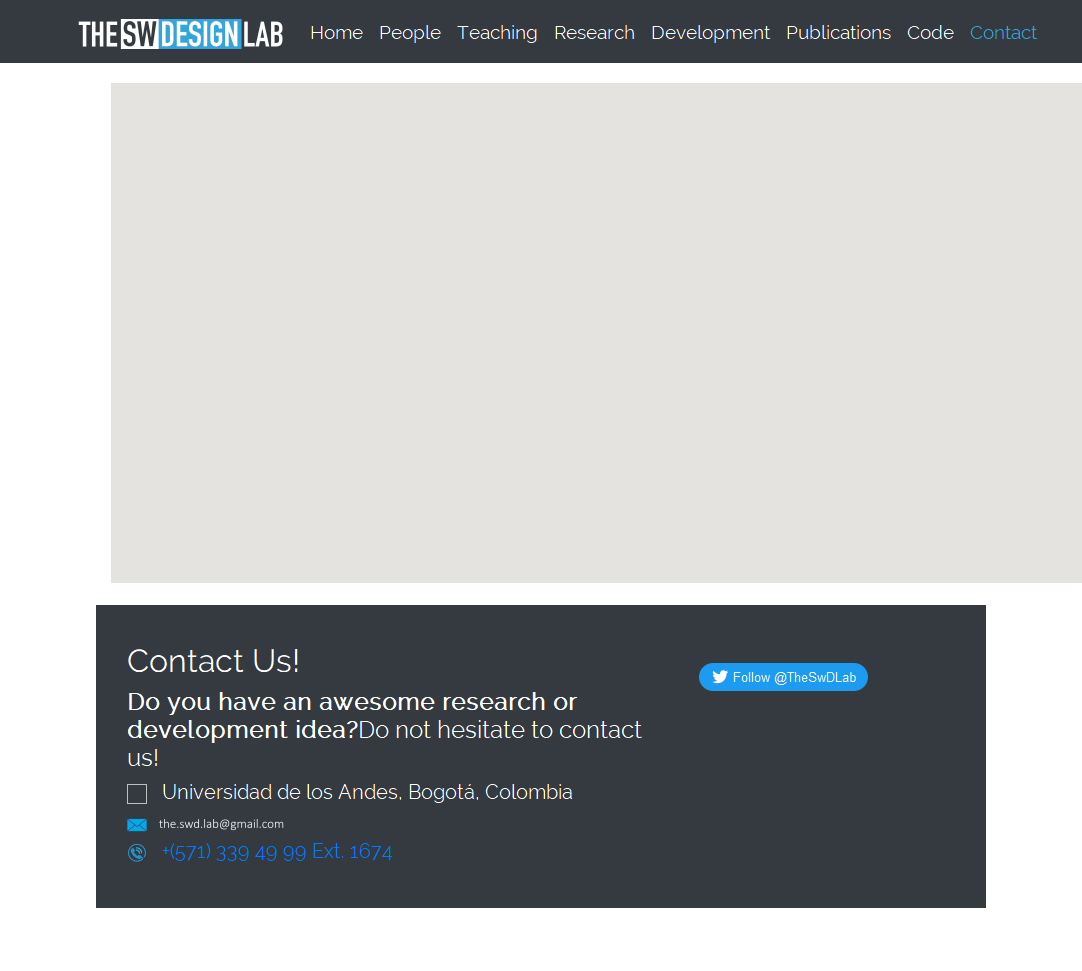 THE SW DESIGN LAB Home People Teaching Research Development Publications Code Contact
Contact Us!
Follow @TheSwDLab
Do you have an awesome research or
development idea?Do not hesitate to contact
us!
Universidad de los Andes, Bogotá, Colombia
the.swd.lab@gmail.com
+(571) 339 49 99 Ext. 1674